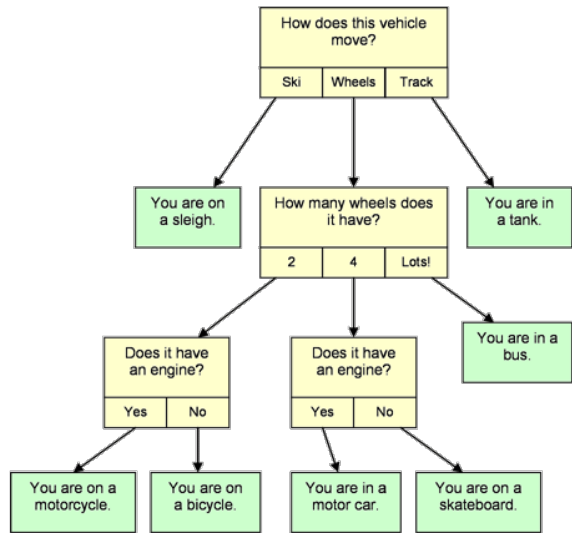 How does this vehicle
move?
Ski Wheels Track
You are on
a sleigh.
How many wheels does
it have?
2 4 Lots!
You are in
a tank.
Does it have
an engine?
Yes No
Does it have
an engine?
Yes No
You are in a
bus.
You are on a
motorcycle.
You are on
a bicycle.
You are in a
motor car.
You are on a
skateboard.